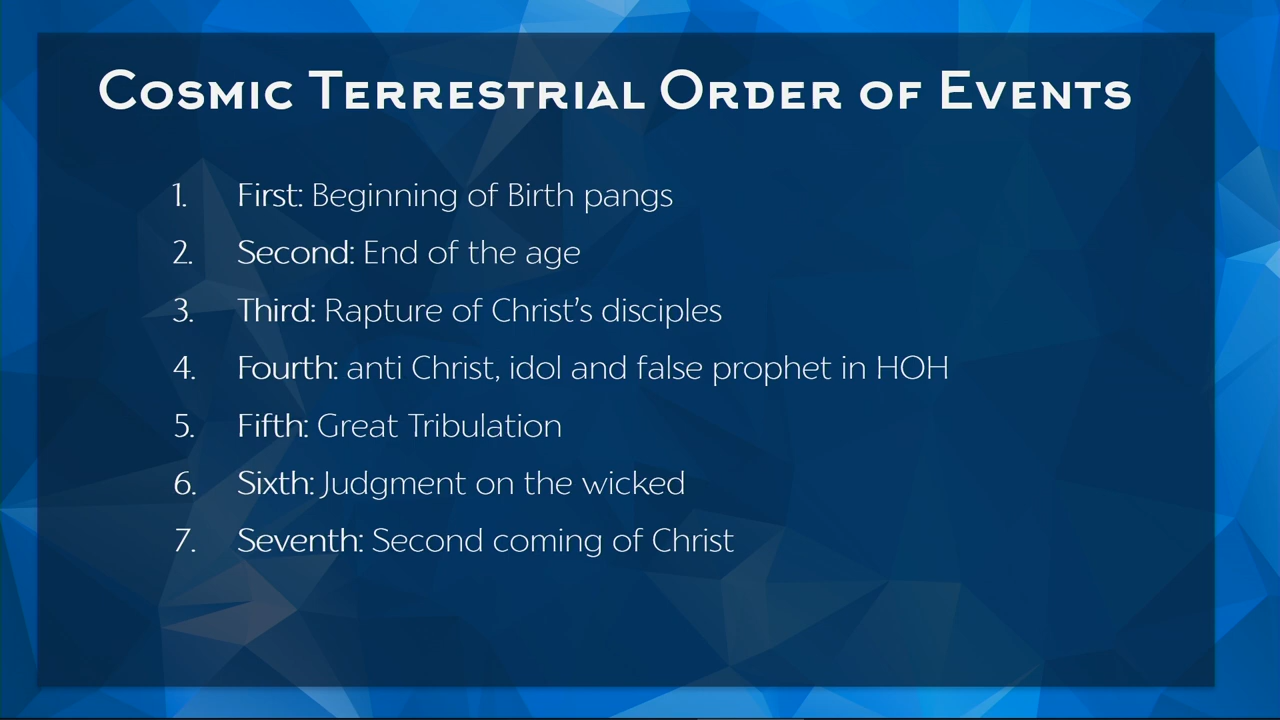 Cosmic Terrestrial Order of Events
1. First: Beginning of Birth pangs
2. Second: End of the age
3. Third: Rapture of Christ's disciples
4. Fourth: anti Christ, idol and false prophet in HOH
5. Fifth: Great Tribulation
6. Sixth: Judgment on the wicked
7. Seventh: Second coming of Christ